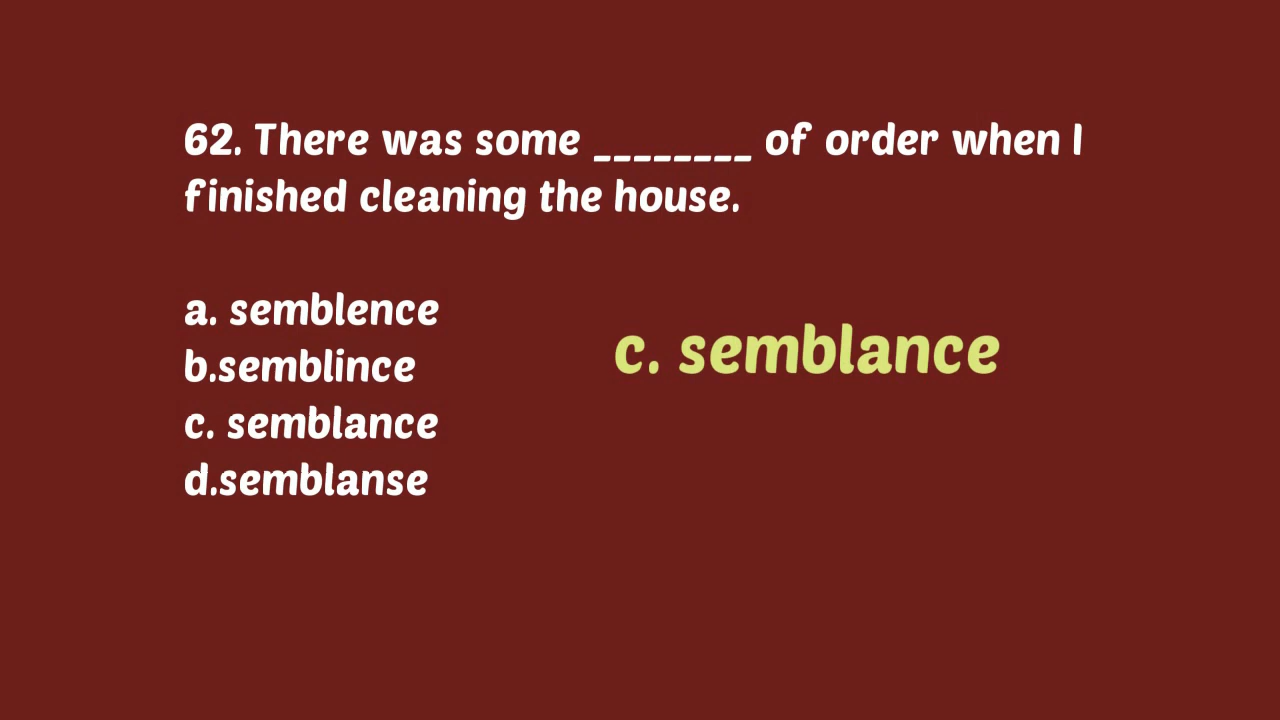 62. There was some ________ of order when I
finished cleaning the house.
a. semblence
b.semblince
c. semblance
d.semblanse
c. semblance